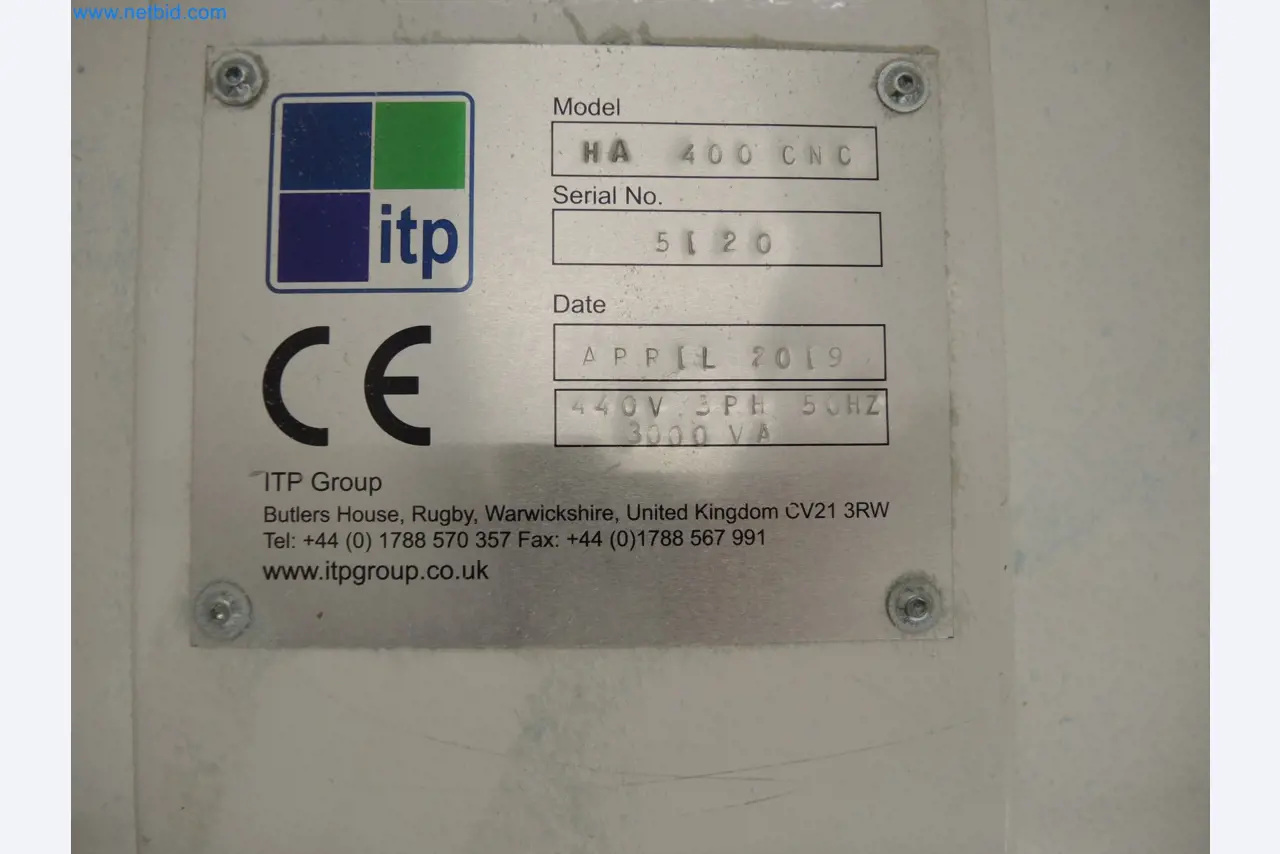 www.netbid.com
itp
CE
Model
HA 400 CNC
Serial No.
5120
Date
APRIL 2019
440V 3PH 50HZ
3000 VA
ITP Group
Butlers House, Rugby, Warwickshire, United Kingdom CV21 3RW
Tel: +44 (0) 1788 570 357 Fax: +44 (0)1788 567 991
www.itpgroup.co.uk